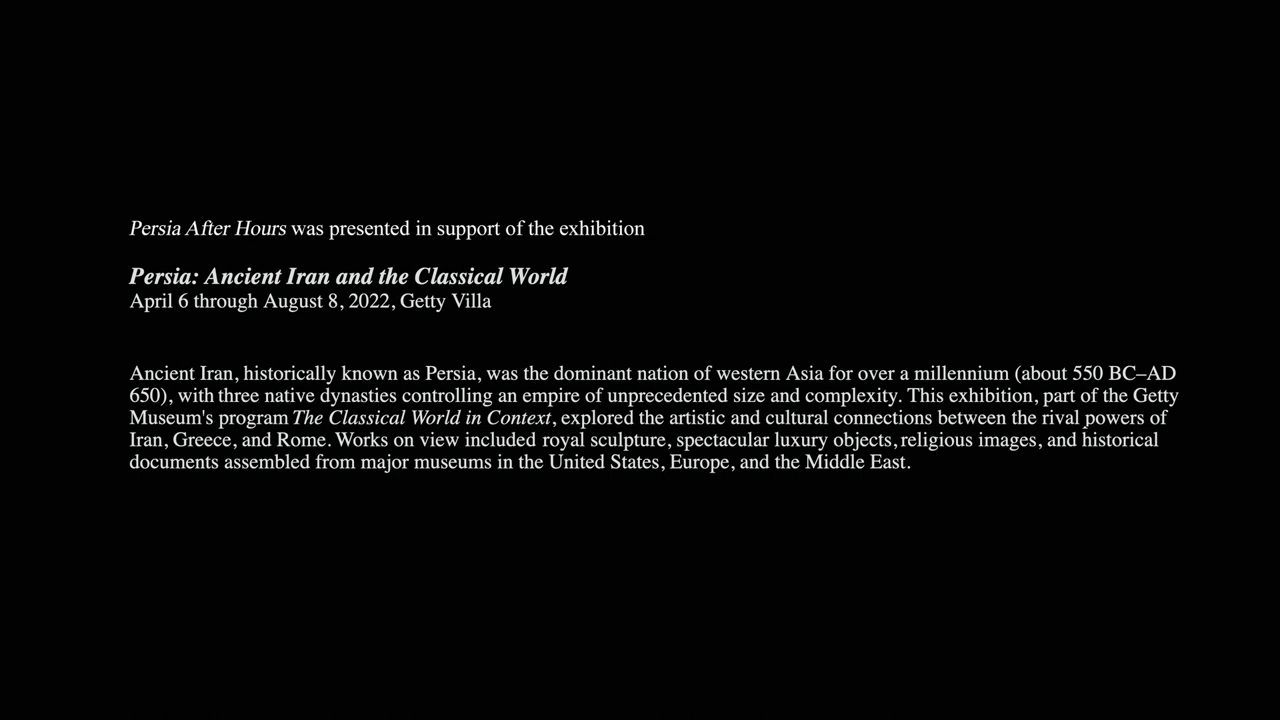 Persia After Hours was presented in support of the exhibition
Persia: Ancient Iran and the Classical World
April 6 through August 8, 2022, Getty Villa
Ancient Iran, historically known as Persia, was the dominant nation of western Asia for over a millennium (about 550 BC–AD
650), with three native dynasties controlling an empire of unprecedented size and complexity. This exhibition, part of the Getty
Museum's program The Classical World in Context, explored the artistic and cultural connections between the rival powers of
Iran, Greece, and Rome. Works on view included royal sculpture, spectacular luxury objects, religious images, and historical
documents assembled from major museums in the United States, Europe, and the Middle East.